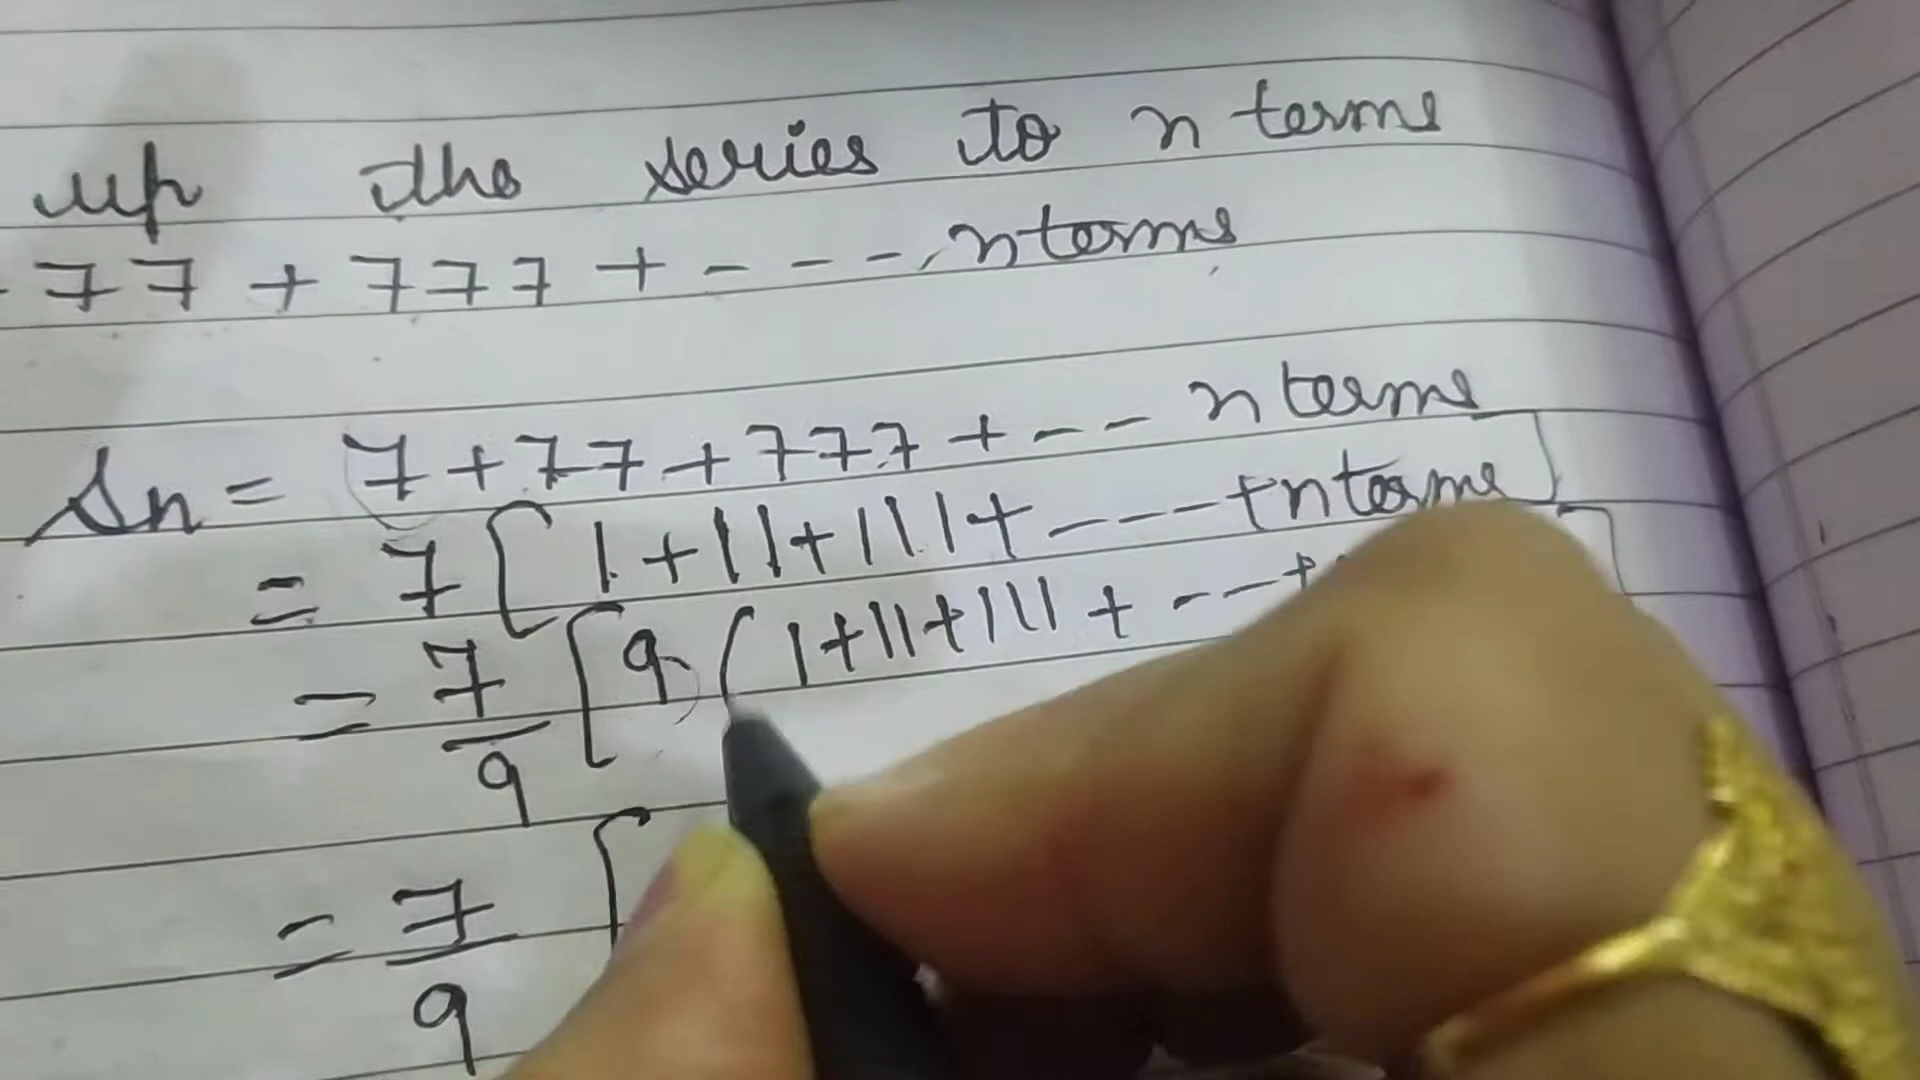 up the series to n terms
77 + 777 + - - - - n terms
Sn = 7 + 77 + 777 + - - n terms
= 7 [ 1 + 11 + 111 + - - - - + n terms ]
= 7/9 [ 9 ( 1 + 11 + 111 + - - - +
= 7/9 [